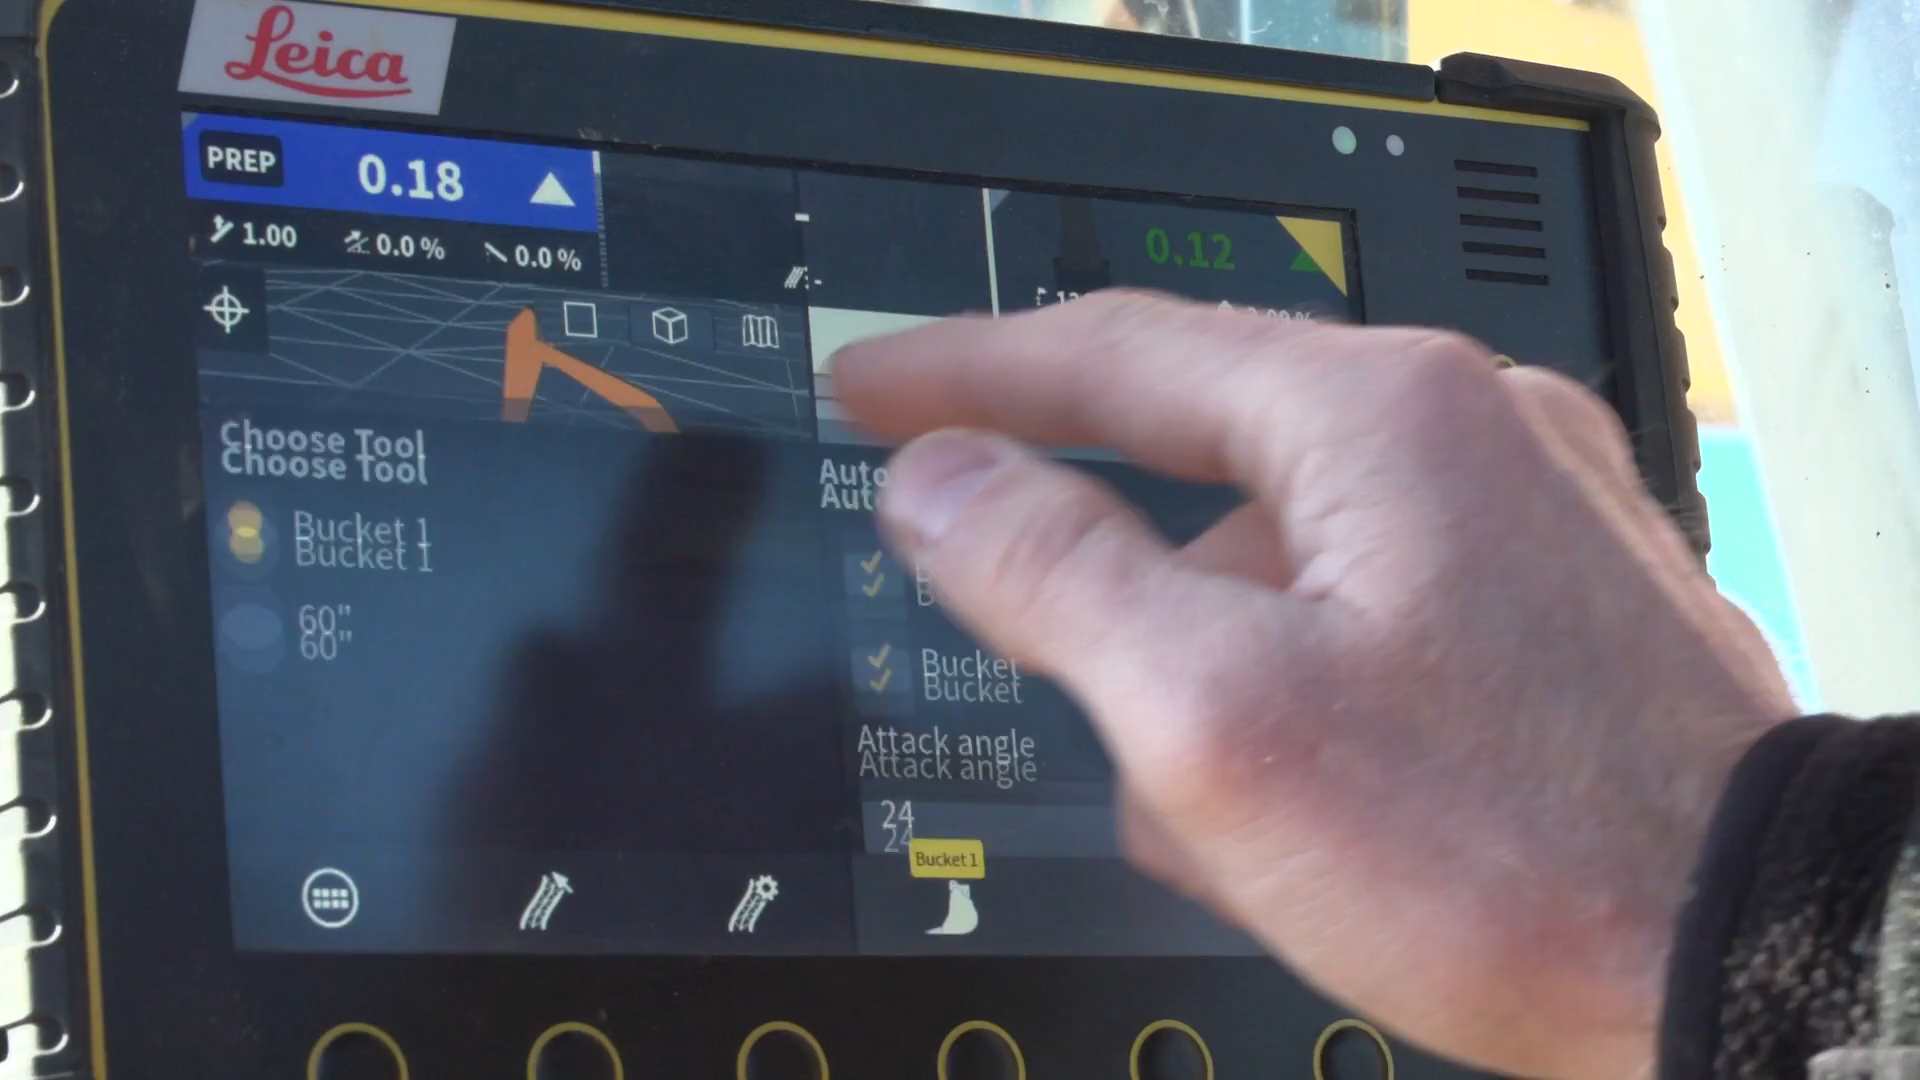 Leica
PREP 0.18
1.00 0.0 % 0.0 %
0.12
Choose Tool
Bucket 1
60"
Auto
Bucket
Attack angle
24
Bucket 1